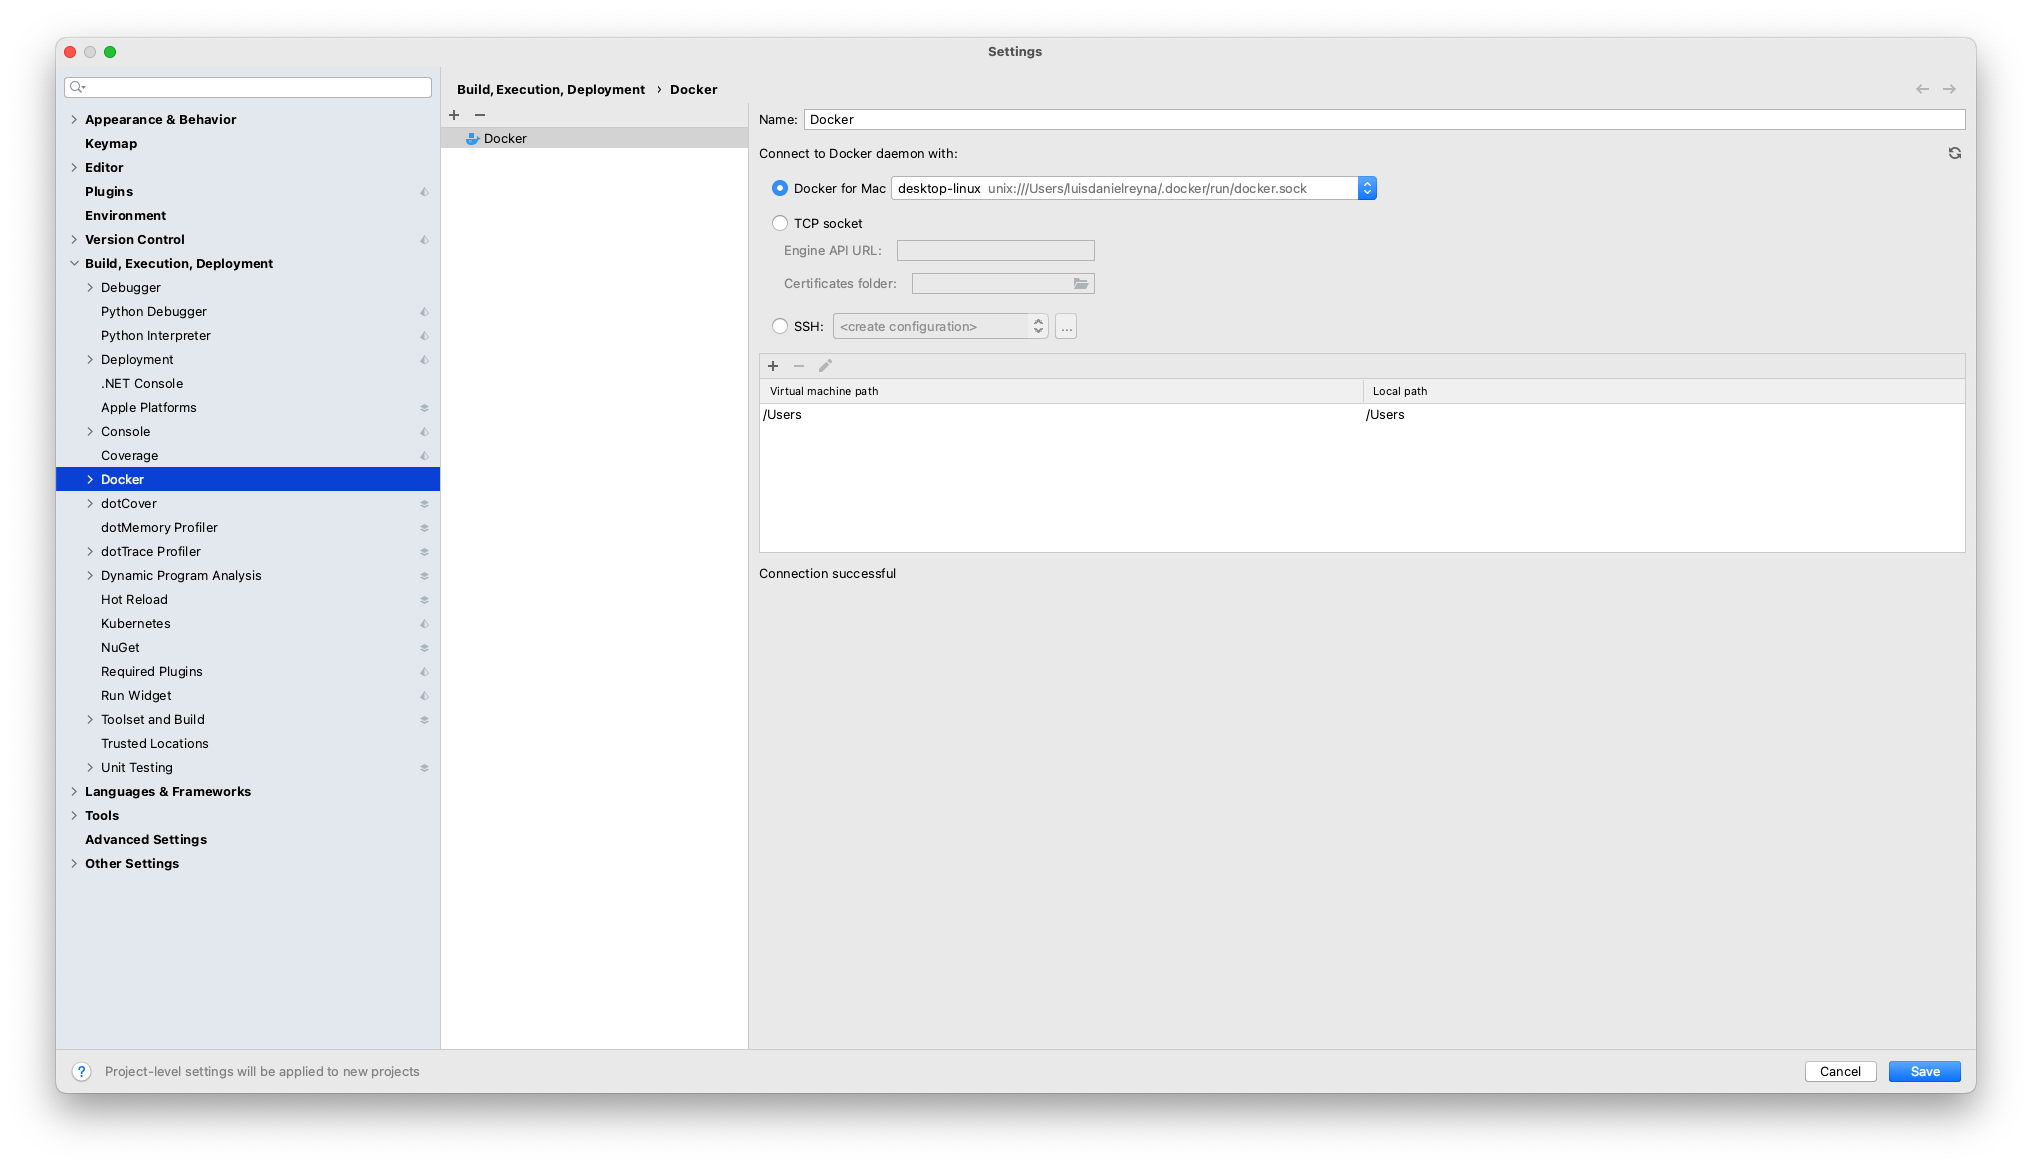 Settings
Appearance & Behavior
Keymap
Editor
Plugins
Environment
Version Control
Build, Execution, Deployment
Debugger
Python Debugger
Python Interpreter
Deployment
.NET Console
Apple Platforms
Console
Coverage
Docker
dotCover
dotMemory Profiler
dotTrace Profiler
Dynamic Program Analysis
Hot Reload
Kubernetes
NuGet
Required Plugins
Run Widget
Toolset and Build
Trusted Locations
Unit Testing
Languages & Frameworks
Tools
Advanced Settings
Other Settings
Build, Execution, Deployment › Docker
Docker
Name: Docker
Connect to Docker daemon with:
Docker for Mac desktop-linux unix:///Users/luisdanielreyna/.docker/run/docker.sock
TCP socket
Engine API URL:
Certificates folder:
SSH: <create configuration> ...
Virtual machine path Local path
/Users /Users
Connection successful
? Project-level settings will be applied to new projects
Cancel Save